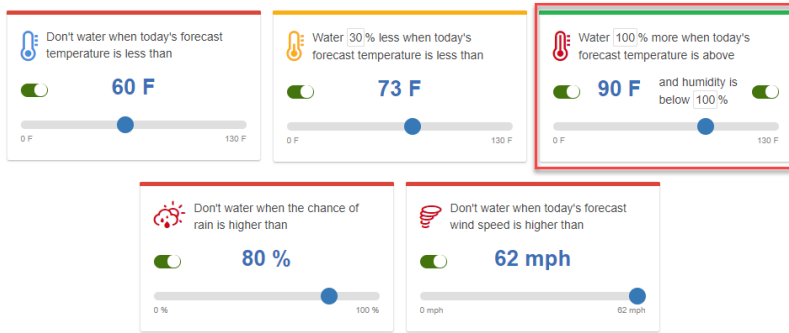 Don't water when today's forecast
temperature is less than
60 F
0 F 130 F
Water 30 % less when today's
forecast temperature is less than
73 F
0 F 130 F
Water 100 % more when today's
forecast temperature is above
90 F and humidity is
below 100 %
0 F 130 F
Don't water when the chance of
rain is higher than
80 %
0 % 100 %
Don't water when today's forecast
wind speed is higher than
62 mph
0 mph 62 mph